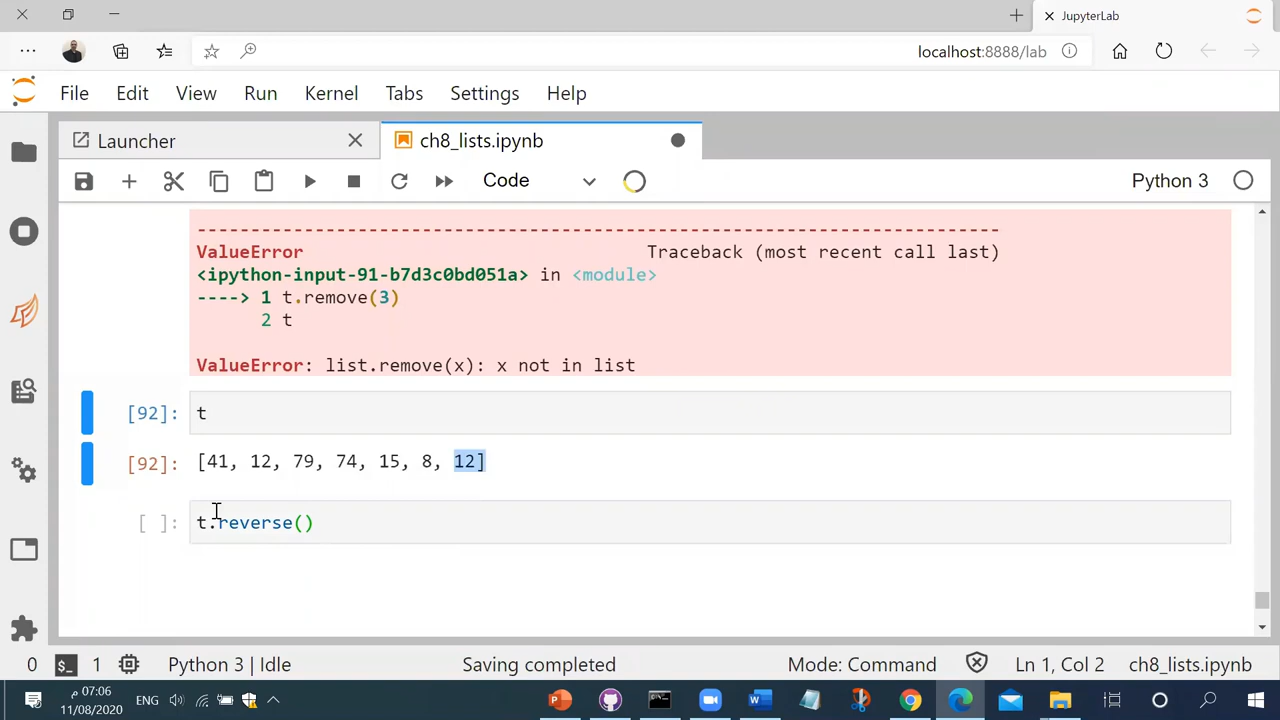 JupyterLab
localhost:8888/lab
File Edit View Run Kernel Tabs Settings Help
Launcher
ch8_lists.ipynb
Code
Python 3
---------------------------------------------------------------------------
ValueError Traceback (most recent call last)
<ipython-input-91-b7d3c0bd051a> in <module>
----> 1 t.remove(3)
2 t
ValueError: list.remove(x): x not in list
[92]: t
[92]: [41, 12, 79, 74, 15, 8, 12]
[ ]: t.reverse()
0 $_ 1 Python 3 | Idle Saving completed Mode: Command Ln 1, Col 2 ch8_lists.ipynb
07:06 م
11/08/2020
ENG